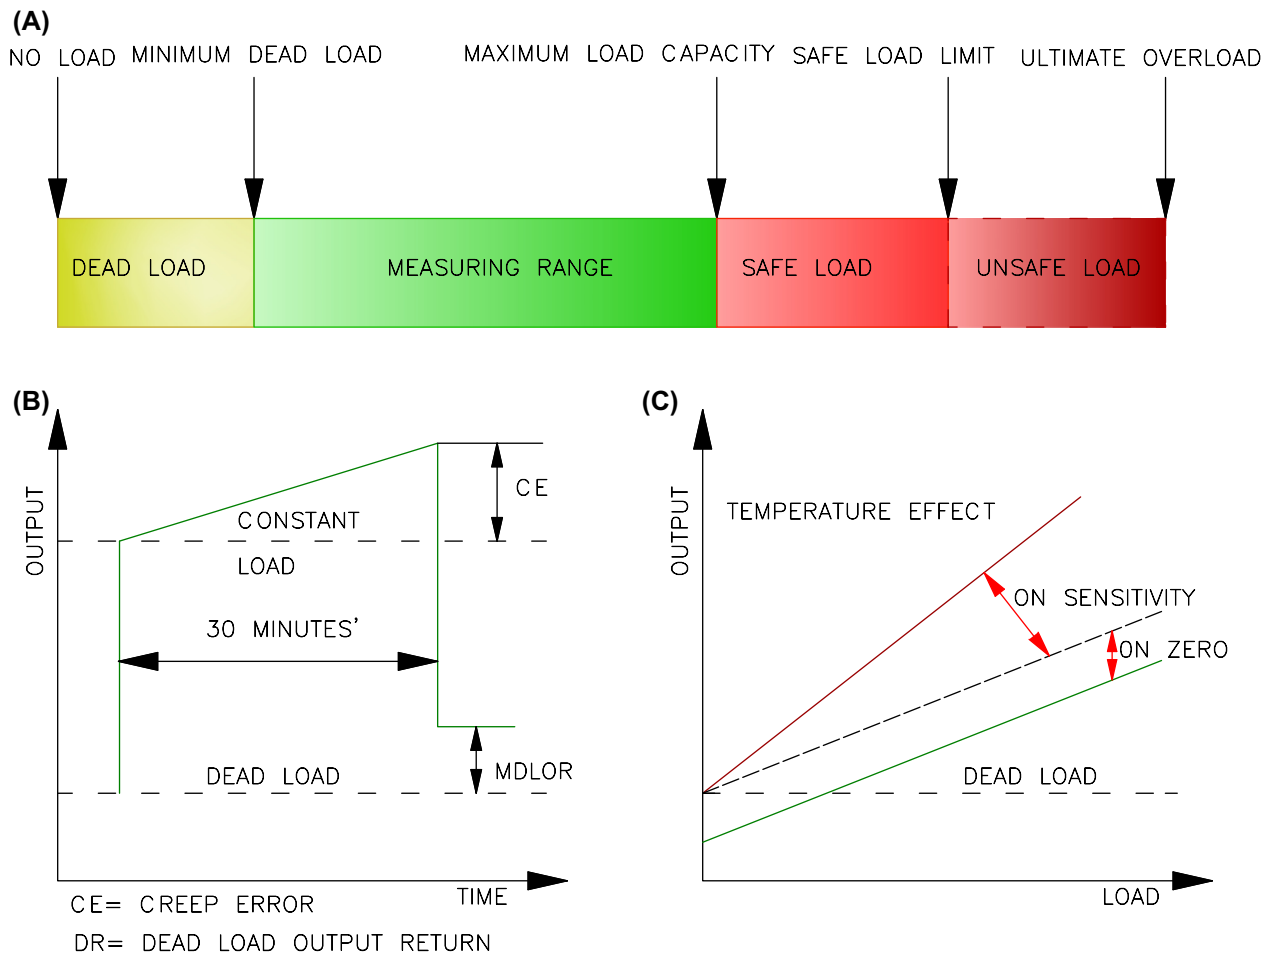 (A)
NO LOAD
MINIMUM DEAD LOAD
MAXIMUM LOAD CAPACITY
SAFE LOAD LIMIT
ULTIMATE OVERLOAD
DEAD LOAD
MEASURING RANGE
SAFE LOAD
UNSAFE LOAD
(B)
OUTPUT
CE
CONSTANT
LOAD
30 MINUTES'
DEAD LOAD
MDLOR
TIME
CE= CREEP ERROR
DR= DEAD LOAD OUTPUT RETURN
(C)
OUTPUT
TEMPERATURE EFFECT
ON SENSITIVITY
ON ZERO
DEAD LOAD
LOAD